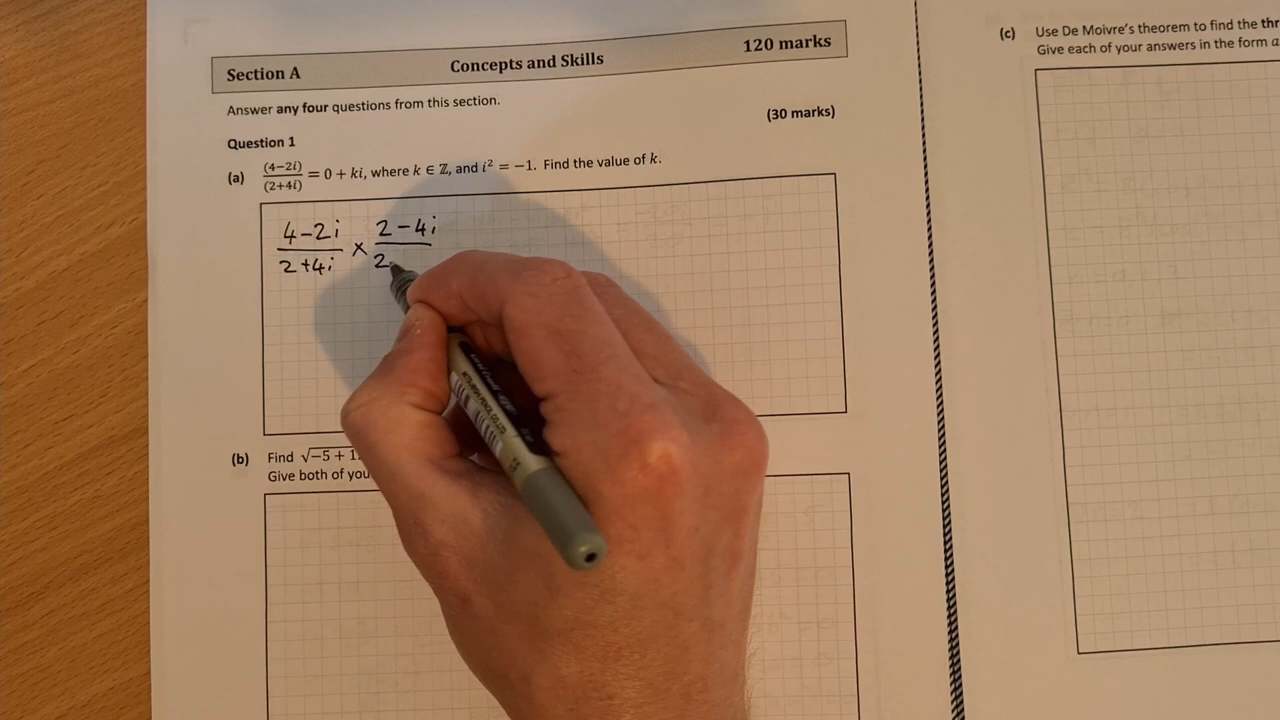 Section A Concepts and Skills 120 marks
Answer any four questions from this section.
(30 marks)
Question 1
(a) (4−2i)/(2+4i) = 0 + ki, where k ∈ ℤ, and i² = −1. Find the value of k.
4-2i/2+4i × 2-4i/2
(b) Find √−5 + 1
Give both of you
(c) Use De Moivre's theorem to find the thr
Give each of your answers in the form a